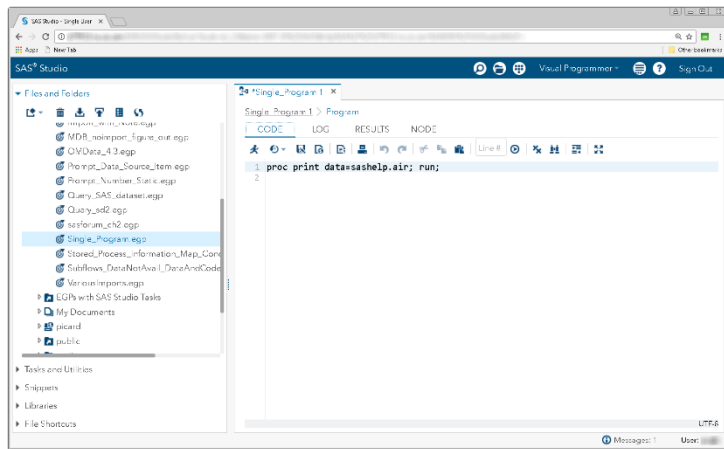 SAS Studio - Single User
Apps New Tab
Other bookmarks
SAS® Studio
Visual Programmer
Sign Out
Files and Folders
Import_with_Note.egp
MDB_noimport_figure_out.egp
OMData_4.3.egp
Prompt_Data_Source_Item.egp
Prompt_Number_Static.egp
Query_SAS_dataset.egp
Query_sd2.egp
sasforum_ch2.egp
Single_Program.egp
Stored_Process_Information_Map_Con
Subflows_DataNotAvail_DataAndCode
VariousImports.egp
EGPs with SAS Studio Tasks
My Documents
picard
public
Tasks and Utilities
Snippets
Libraries
File Shortcuts
*Single_Program 1
Single_Program 1 > Program
CODE LOG RESULTS NODE
Line #
1 proc print data=sashelp.air; run;
2
UTF-8
Messages: 1 User: